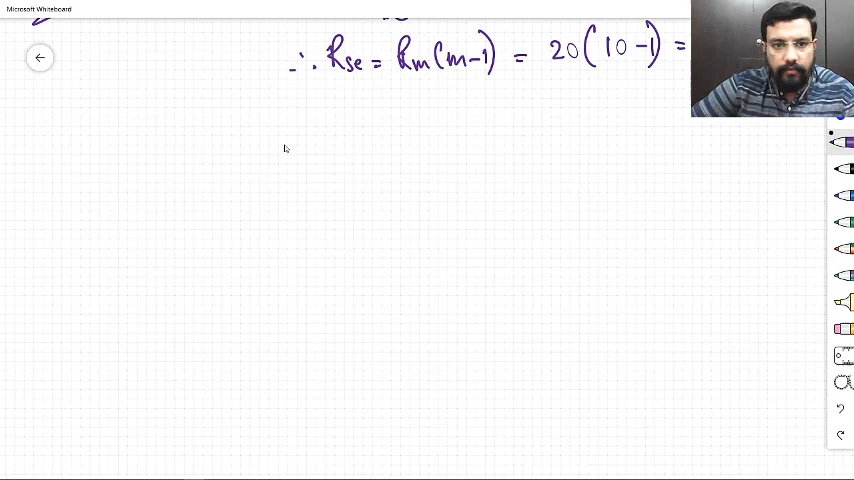 Microsoft Whiteboard
∴ Rse = Rm(m-1) = 20(10-1) =